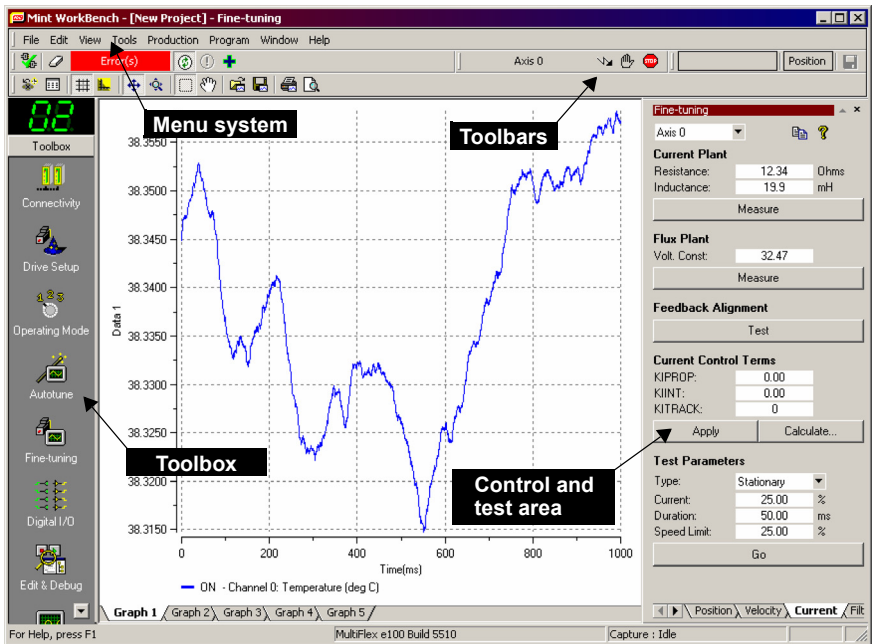 Mint WorkBench - [New Project] - Fine-tuning
File Edit View Tools Production Program Window Help
Error(s)
Axis 0
STOP
Position
Menu system
Toolbars
Toolbox
Connectivity
Drive Setup
1 2 3
Operating Mode
Autotune
Fine-tuning
Digital I/O
Edit & Debug
Toolbox
38.3550
38.3500
38.3450
38.3400
38.3350
38.3300
38.3250
38.3200
38.3150
Data 1
0 200 400 600 800 1000
Time(ms)
ON - Channel 0: Temperature (deg C)
Graph 1 Graph 2 Graph 3 Graph 4 Graph 5
Control and
test area
Fine-tuning
Axis 0
Current Plant
Resistance: 12.34 Ohms
Inductance: 19.9 mH
Measure
Flux Plant
Volt. Const: 32.47
Measure
Feedback Alignment
Test
Current Control Terms
KIPROP: 0.00
KIINT: 0.00
KITRACK: 0
Apply Calculate...
Test Parameters
Type: Stationary
Current: 25.00 %
Duration: 50.00 ms
Speed Limit: 25.00 %
Go
Position Velocity Current Filt
For Help, press F1
MultiFlex e100 Build 5510
Capture : Idle